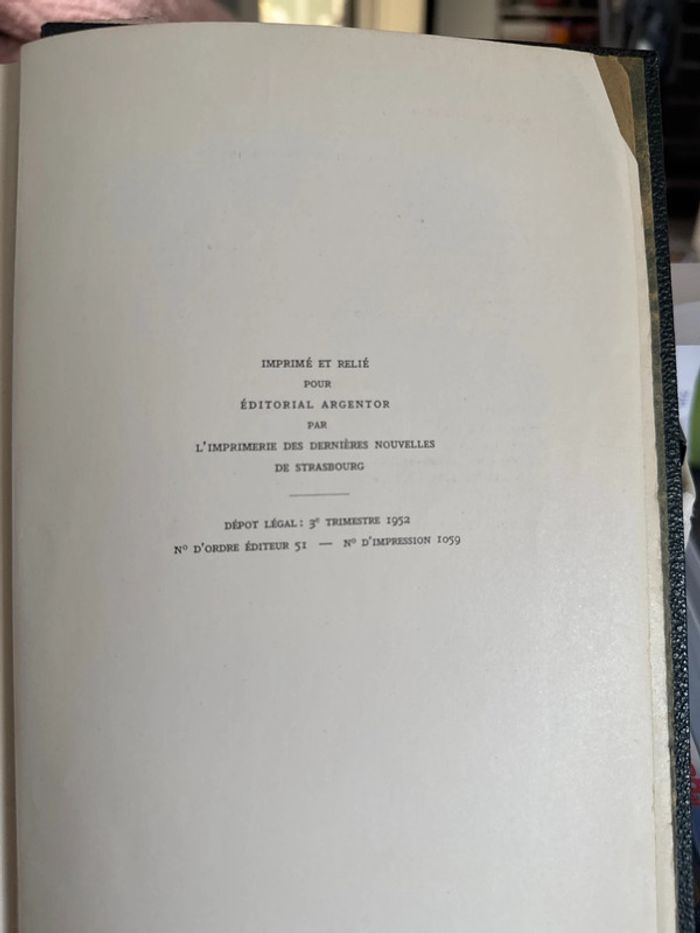 IMPRIMÉ ET RELIÉ
POUR
ÉDITORIAL ARGENTOR
PAR
L'IMPRIMERIE DES DERNIÈRES NOUVELLES
DE STRASBOURG
DÉPOT LÉGAL : 3e TRIMESTRE 1952
No D'ORDRE ÉDITEUR 51 — No D'IMPRESSION 1059